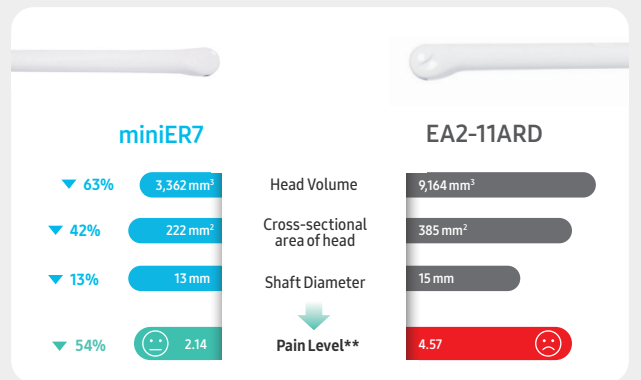 miniER7
EA2-11ARD
▼ 63%
3,362 mm³
Head Volume
9,164 mm³
▼ 42%
222 mm²
Cross-sectional
area of head
385 mm²
▼ 13%
13 mm
Shaft Diameter
15 mm
▼ 54%
2.14
Pain Level**
4.57